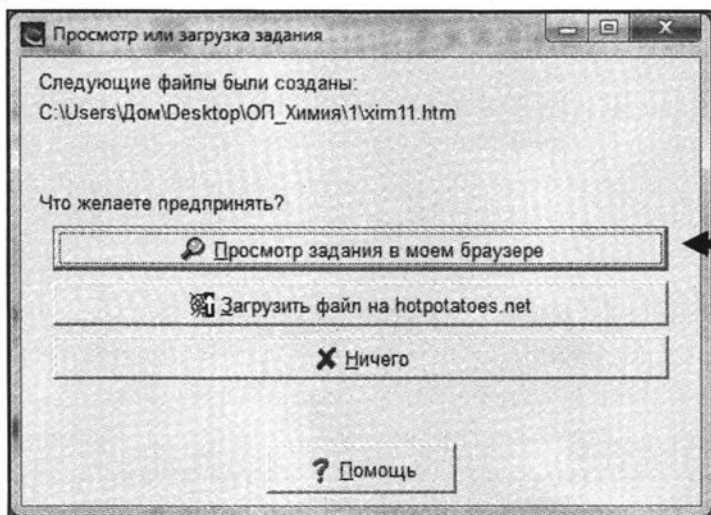 Просмотр или загрузка задания
Следующие файлы были созданы:
C:\Users\Дом\Desktop\ОП_Химия\1\xim11.htm
Что желаете предпринять?
Просмотр задания в моем браузере
Загрузить файл на hotpotatoes.net
Ничего
Помощь